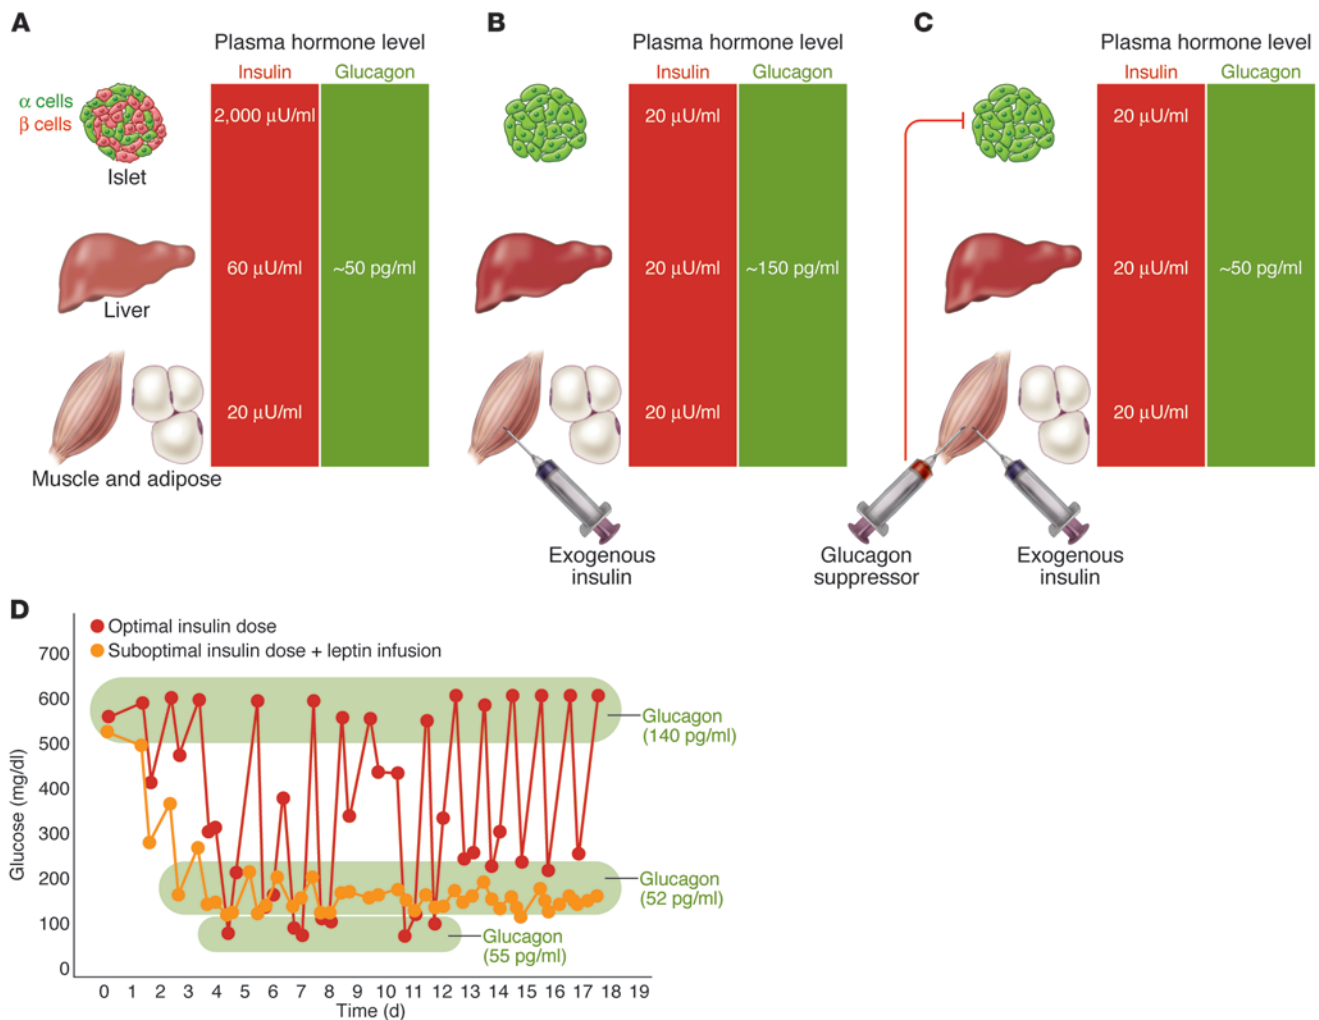 A
Plasma hormone level
Insulin
Glucagon
α cells
β cells
Islet
2,000 μU/ml
Liver
60 μU/ml
~50 pg/ml
Muscle and adipose
20 μU/ml
B
Plasma hormone level
Insulin
Glucagon
20 μU/ml
20 μU/ml
~150 pg/ml
20 μU/ml
Exogenous
insulin
C
Plasma hormone level
Insulin
Glucagon
20 μU/ml
20 μU/ml
~50 pg/ml
20 μU/ml
Glucagon
suppressor
Exogenous
insulin
D
Optimal insulin dose
Suboptimal insulin dose + leptin infusion
Glucose (mg/dl)
700
600
500
400
300
200
100
0
Glucagon
(140 pg/ml)
Glucagon
(52 pg/ml)
Glucagon
(55 pg/ml)
0 1 2 3 4 5 6 7 8 9 10 11 12 13 14 15 16 17 18 19
Time (d)